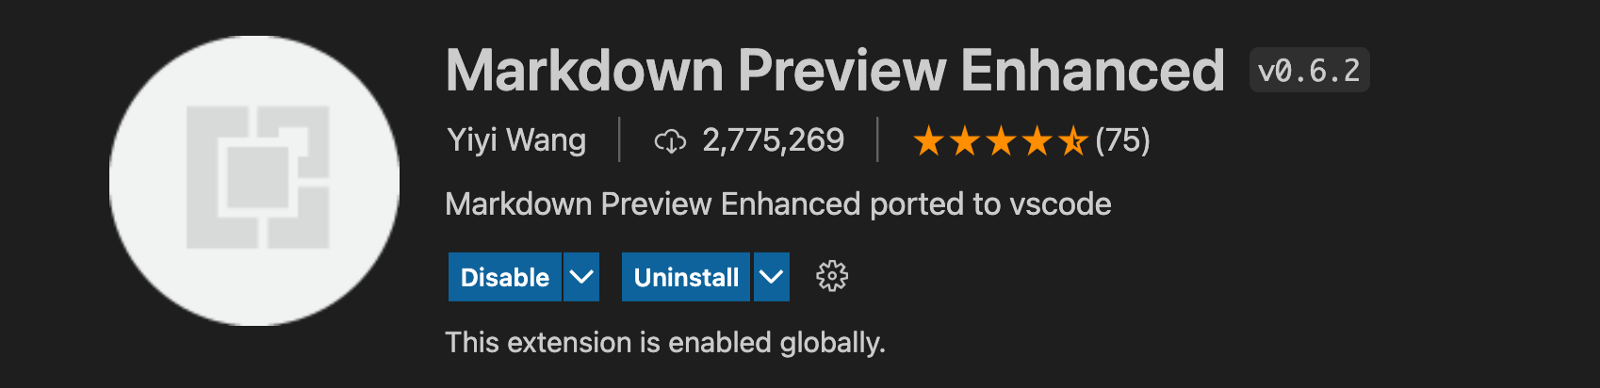 Markdown Preview Enhanced v0.6.2
Yiyi Wang 2,775,269 (75)
Markdown Preview Enhanced ported to vscode
Disable Uninstall
This extension is enabled globally.